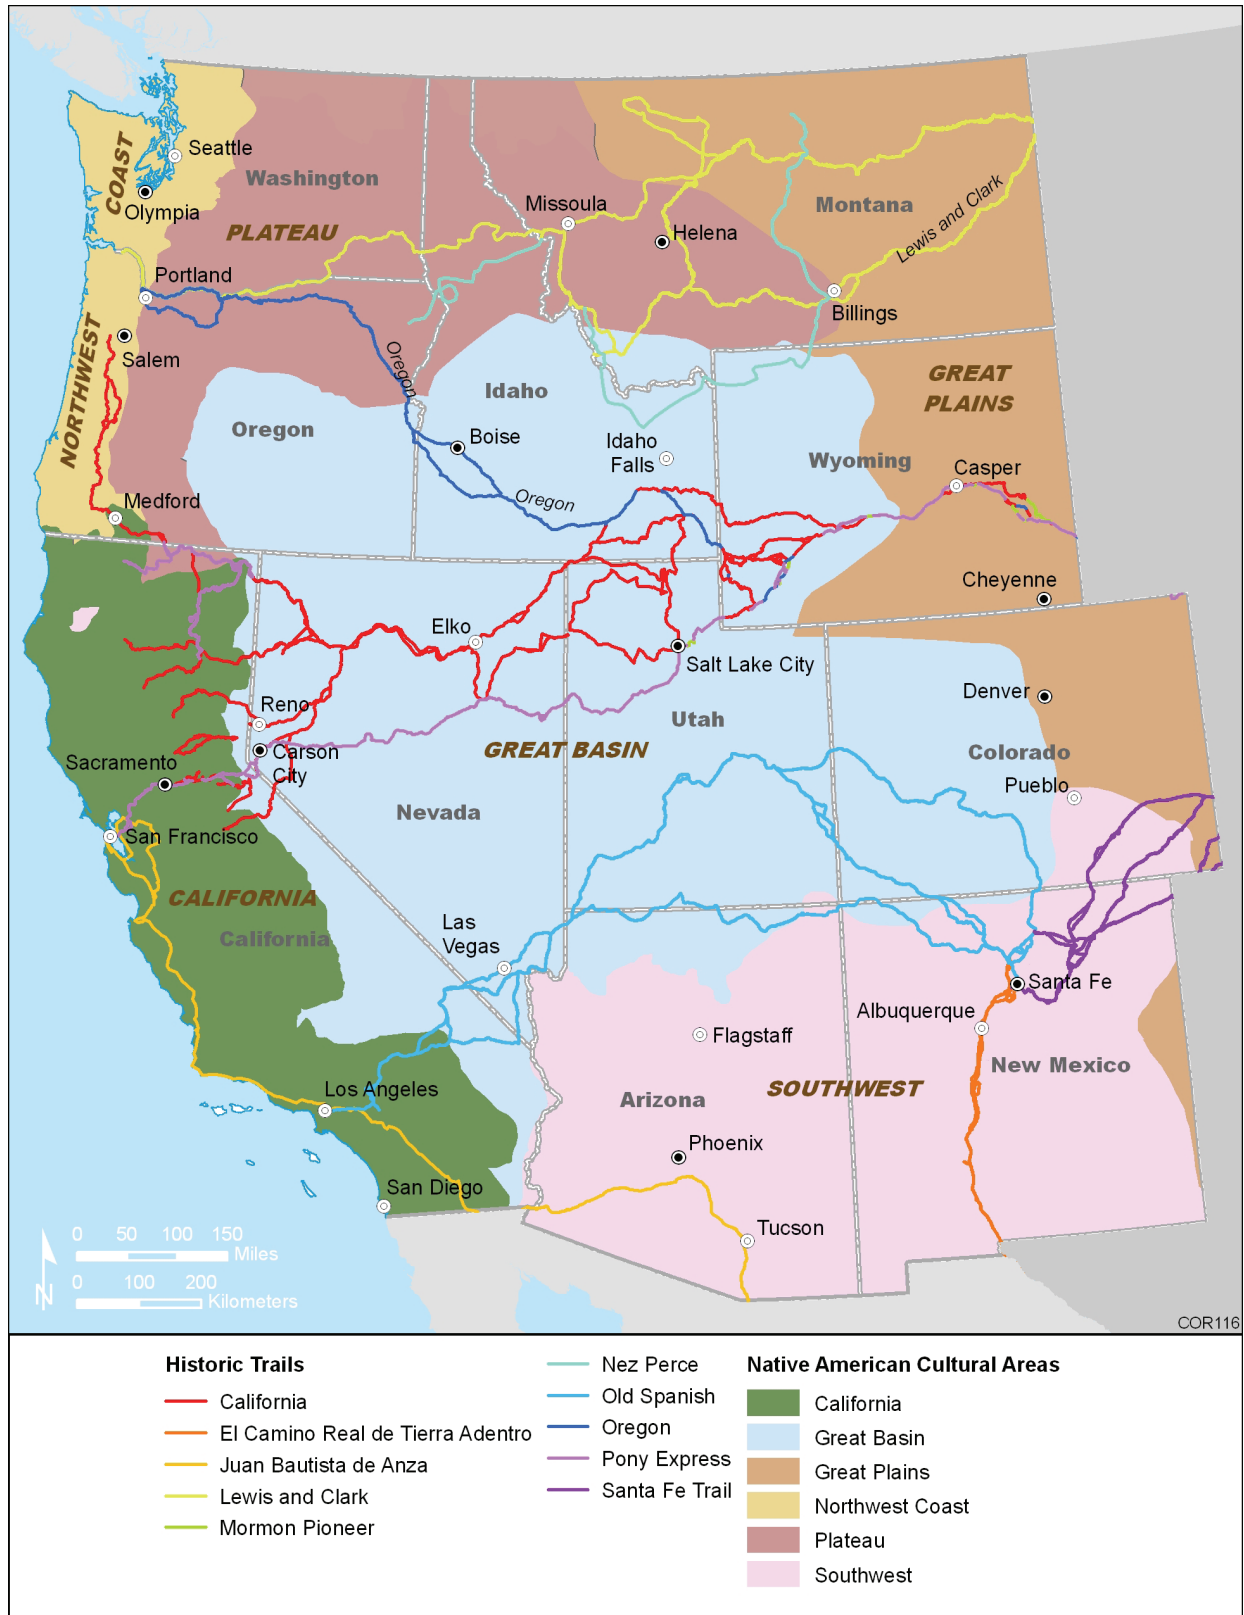 Seattle
COAST
Washington
Olympia
Missoula
Montana
PLATEAU
Helena
Lewis and Clark
Portland
Billings
NORTHWEST
Salem
Oregon
GREAT
PLAINS
Idaho
Oregon
Boise
Idaho
Falls
Wyoming
Casper
Medford
Oregon
Cheyenne
Elko
Salt Lake City
Denver
Reno
Utah
GREAT BASIN
Colorado
Carson
City
Sacramento
Pueblo
Nevada
San Francisco
CALIFORNIA
California
Las
Vegas
Santa Fe
Albuquerque
Flagstaff
New Mexico
Los Angeles
SOUTHWEST
Arizona
Phoenix
San Diego
Tucson
0 50 100 150
Miles
0 100 200
Kilometers
N
COR116
Historic Trails
California
El Camino Real de Tierra Adentro
Juan Bautista de Anza
Lewis and Clark
Mormon Pioneer
Nez Perce
Old Spanish
Oregon
Pony Express
Santa Fe Trail
Native American Cultural Areas
California
Great Basin
Great Plains
Northwest Coast
Plateau
Southwest